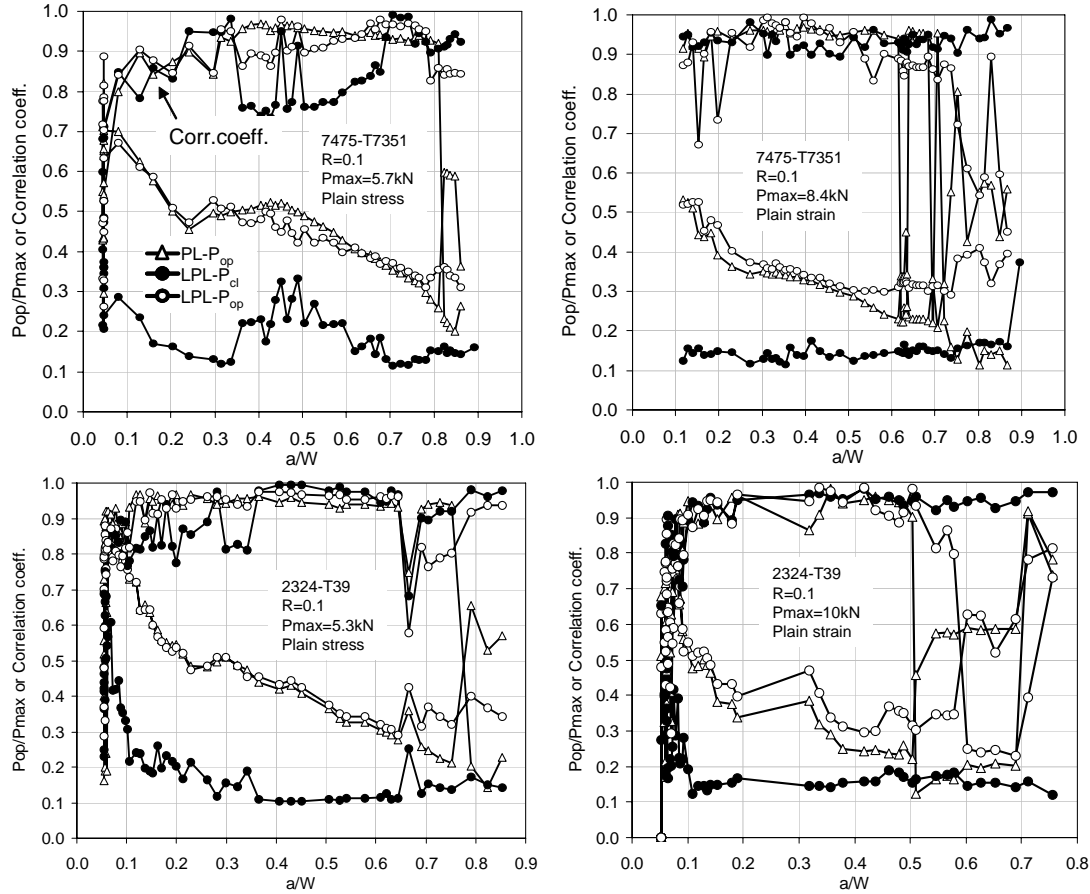 Pop/Pmax or Correlation coeff.
1.0
0.9
0.8
0.7
0.6
0.5
0.4
0.3
0.2
0.1
0.0
Corr.coeff.
7475-T7351
R=0.1
Pmax=5.7kN
Plain stress
PL-Pop
LPL-Pcl
LPL-Pop
0.0 0.1 0.2 0.3 0.4 0.5 0.6 0.7 0.8 0.9 1.0
a/W
Pop/Pmax or Correlation coeff.
1.0
0.9
0.8
0.7
0.6
0.5
0.4
0.3
0.2
0.1
0.0
7475-T7351
R=0.1
Pmax=8.4kN
Plain strain
0.0 0.1 0.2 0.3 0.4 0.5 0.6 0.7 0.8 0.9 1.0
a/W
Pop/Pmax or Correlation coeff.
1.0
0.9
0.8
0.7
0.6
0.5
0.4
0.3
0.2
0.1
0.0
2324-T39
R=0.1
Pmax=5.3kN
Plain stress
0.0 0.1 0.2 0.3 0.4 0.5 0.6 0.7 0.8 0.9
a/W
Pop/Pmax or Correlation coeff.
1.0
0.9
0.8
0.7
0.6
0.5
0.4
0.3
0.2
0.1
0.0
2324-T39
R=0.1
Pmax=10kN
Plain strain
0.0 0.1 0.2 0.3 0.4 0.5 0.6 0.7 0.8
a/W